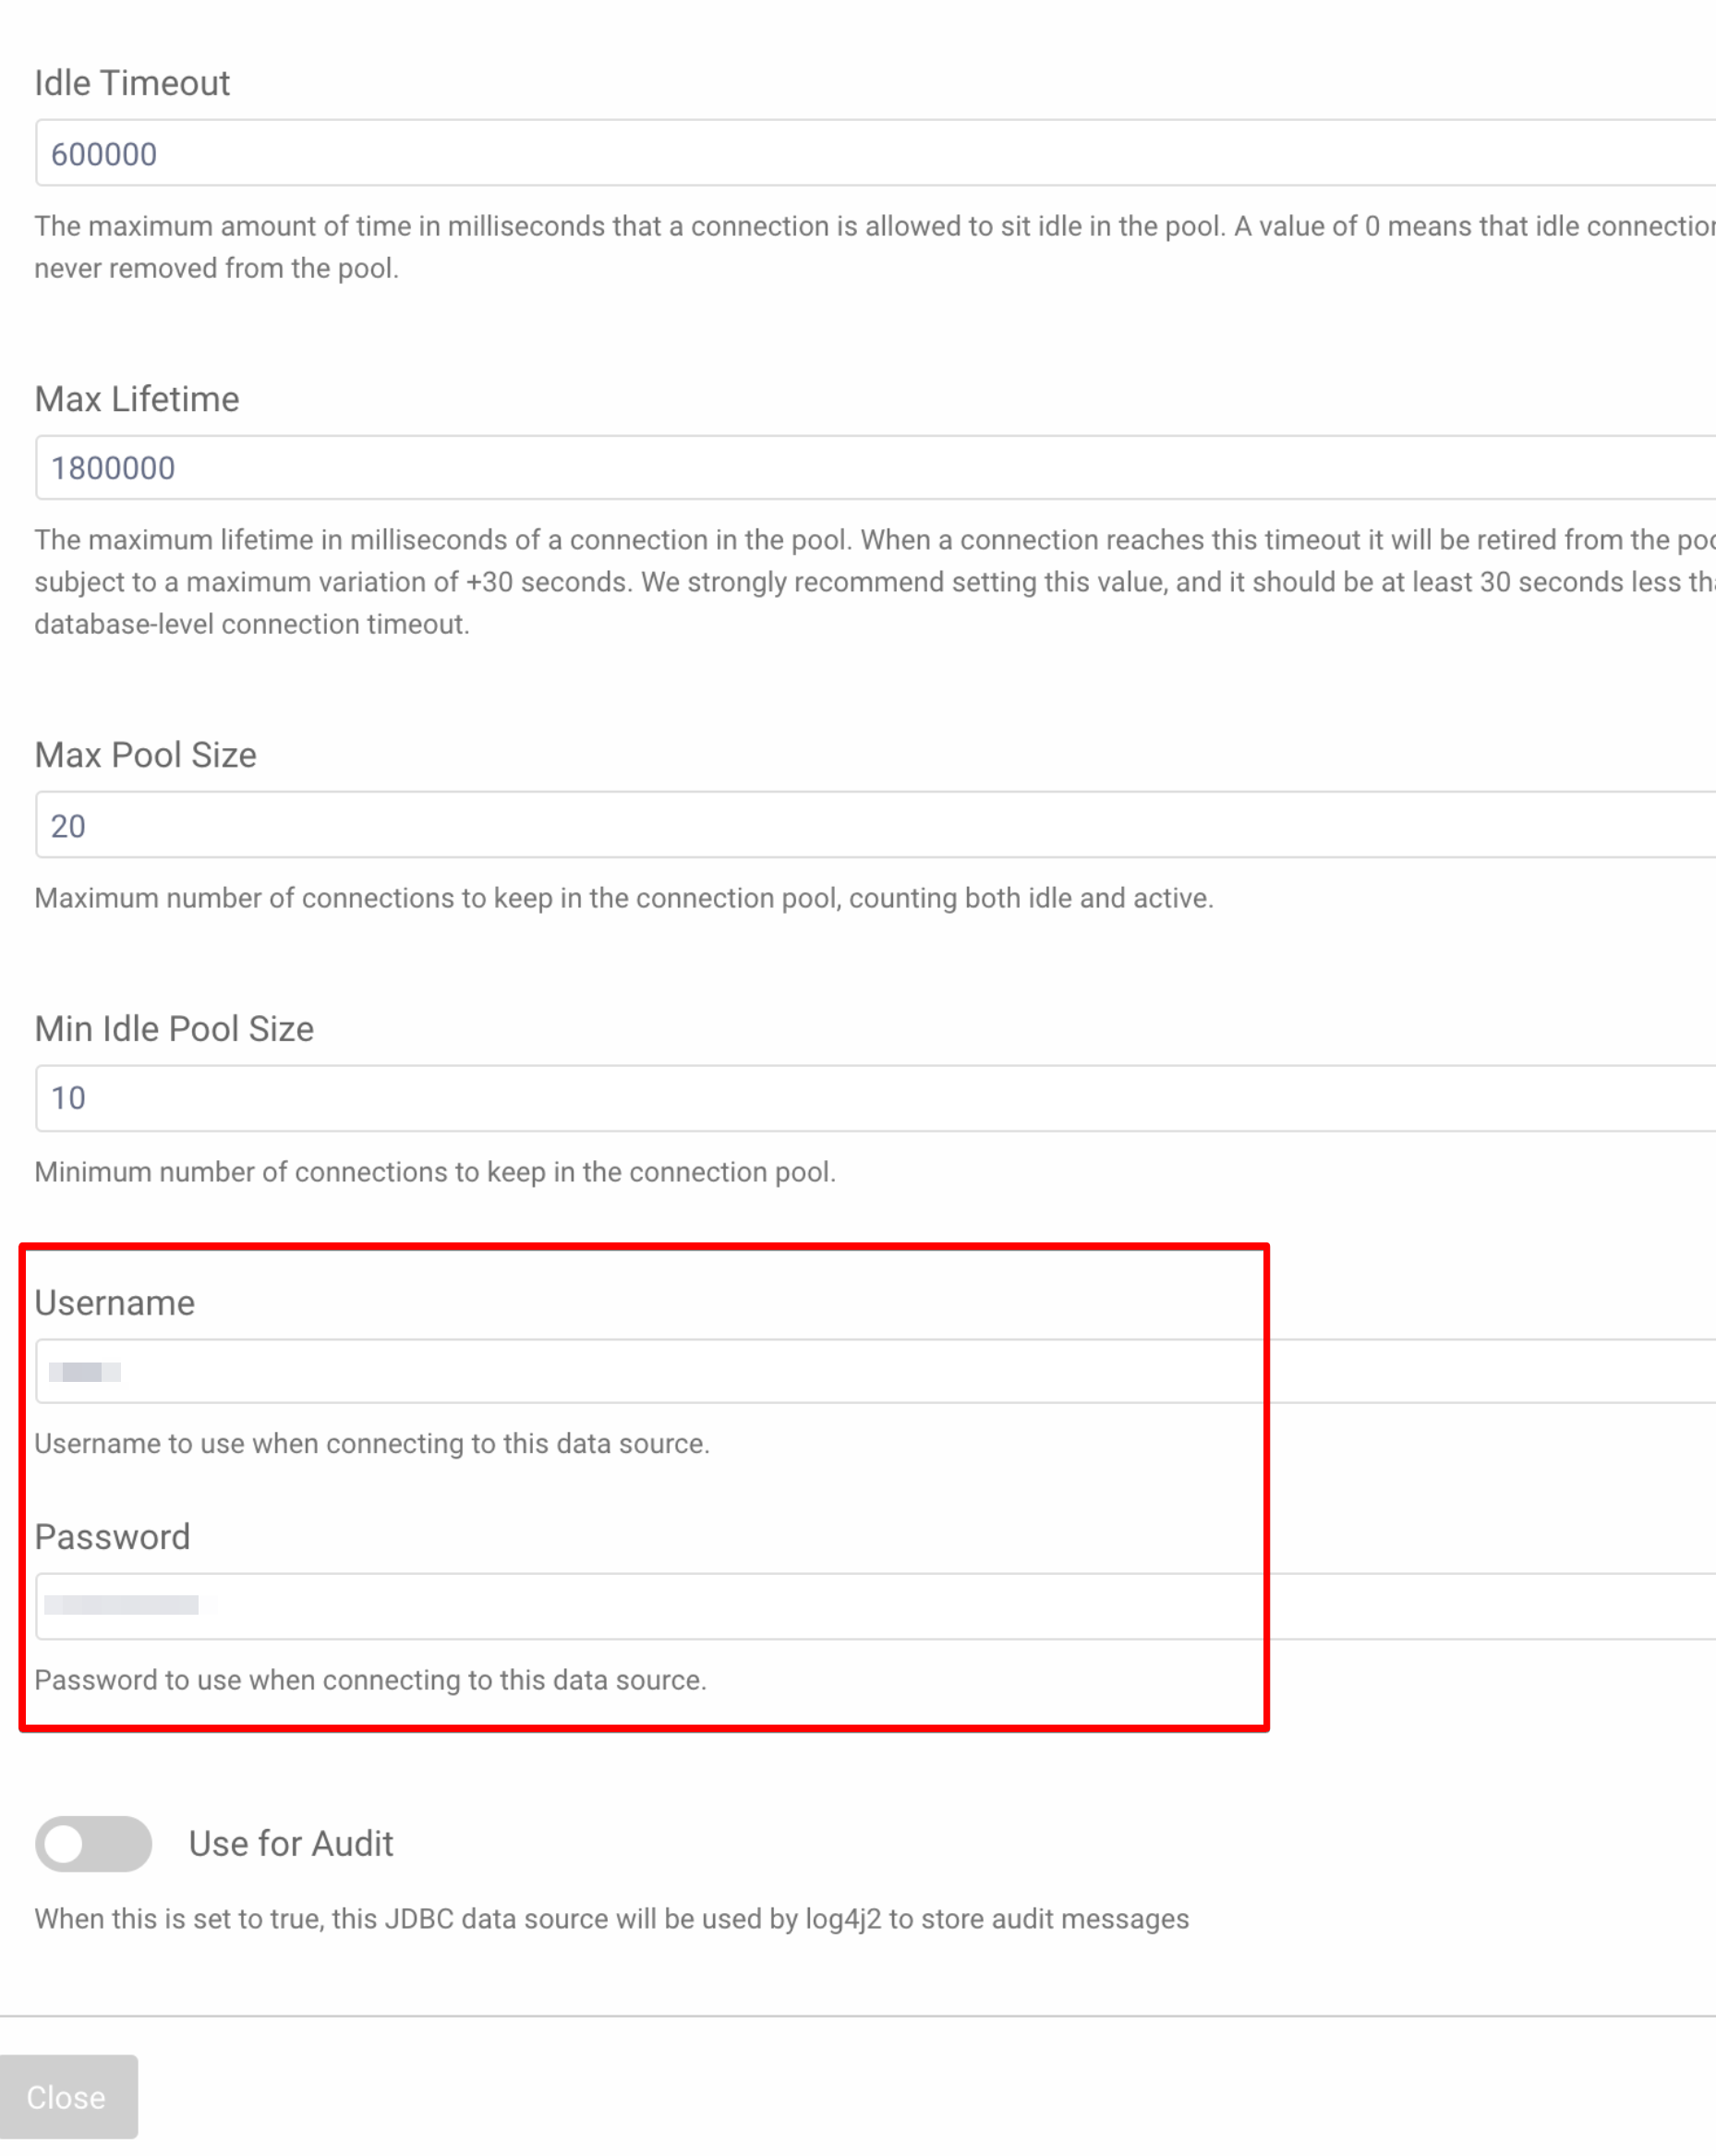 Idle Timeout
600000
The maximum amount of time in milliseconds that a connection is allowed to sit idle in the pool. A value of 0 means that idle
never removed from the pool.
Max Lifetime
1800000
The maximum lifetime in milliseconds of a connection in the pool. When a connection reaches this timeout it will be retired from the
subject to a maximum variation of +30 seconds. We strongly recommend setting this value, and it should be at least 30 seconds less
database-level connection timeout.
Max Pool Size
20
Maximum number of connections to keep in the connection pool, counting both idle and active.
Min Idle Pool Size
10
Minimum number of connections to keep in the connection pool.
Username
Username to use when connecting to this data source.
Password
Password to use when connecting to this data source.
Use for Audit
When this is set to true, this JDBC data source will be used by log4j2 to store audit messages
Close